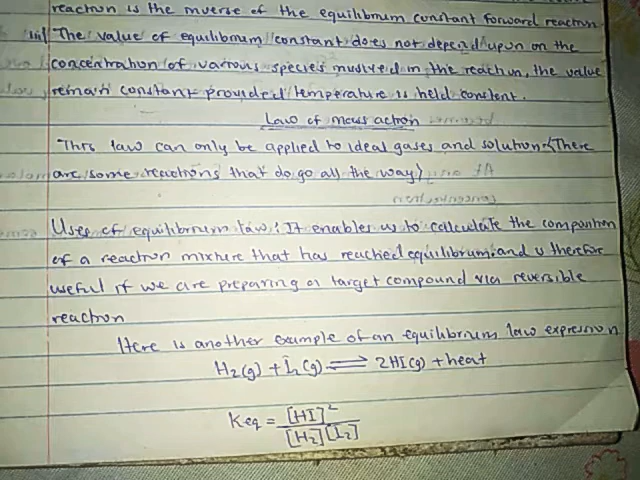 reaction is the inverse of the equilibrium constant forward reaction
iii) The value of equilibrium constant does not depend upon on the
concentration of various species involved in the reaction, the value
remain constant provided temperature is held constent.
Law of mass action
This law can only be applied to ideal gases and solution (There
are some reactions that do go all the way)
Uses of equilibrium law: It enables us to calculate the composition
of a reaction mixture that has reached equilibrium and is therefore
useful if we are preparing a target compound via reversible
reaction
Here is another example of an equilibrium law expression
H₂(g) + I₂(g) ⇌ 2HI(g) + heat
Keq = [HI]² / [H₂][I₂]